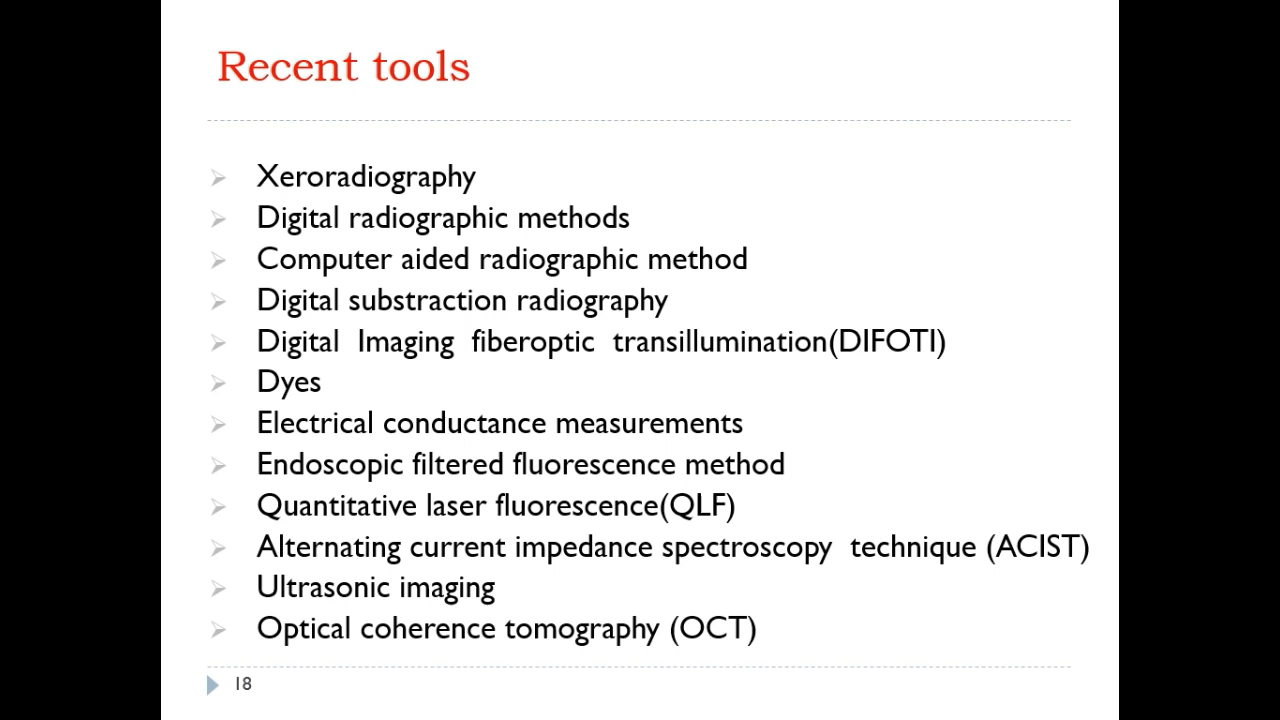 Recent tools
Xeroradiography
Digital radiographic methods
Computer aided radiographic method
Digital substraction radiography
Digital Imaging fiberoptic transillumination(DIFOTI)
Dyes
Electrical conductance measurements
Endoscopic filtered fluorescence method
Quantitative laser fluorescence(QLF)
Alternating current impedance spectroscopy technique (ACIST)
Ultrasonic imaging
Optical coherence tomography (OCT)
18